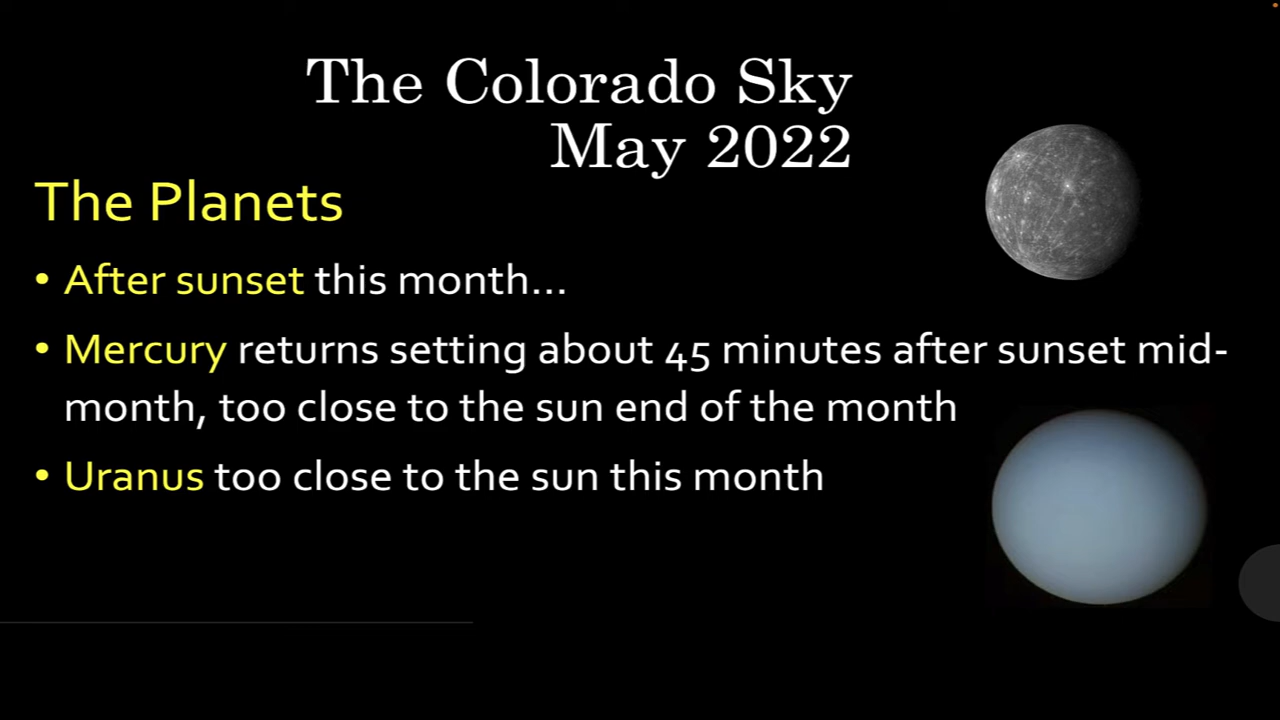 The Colorado Sky
May 2022
The Planets
• After sunset this month...
• Mercury returns setting about 45 minutes after sunset mid-
month, too close to the sun end of the month
• Uranus too close to the sun this month